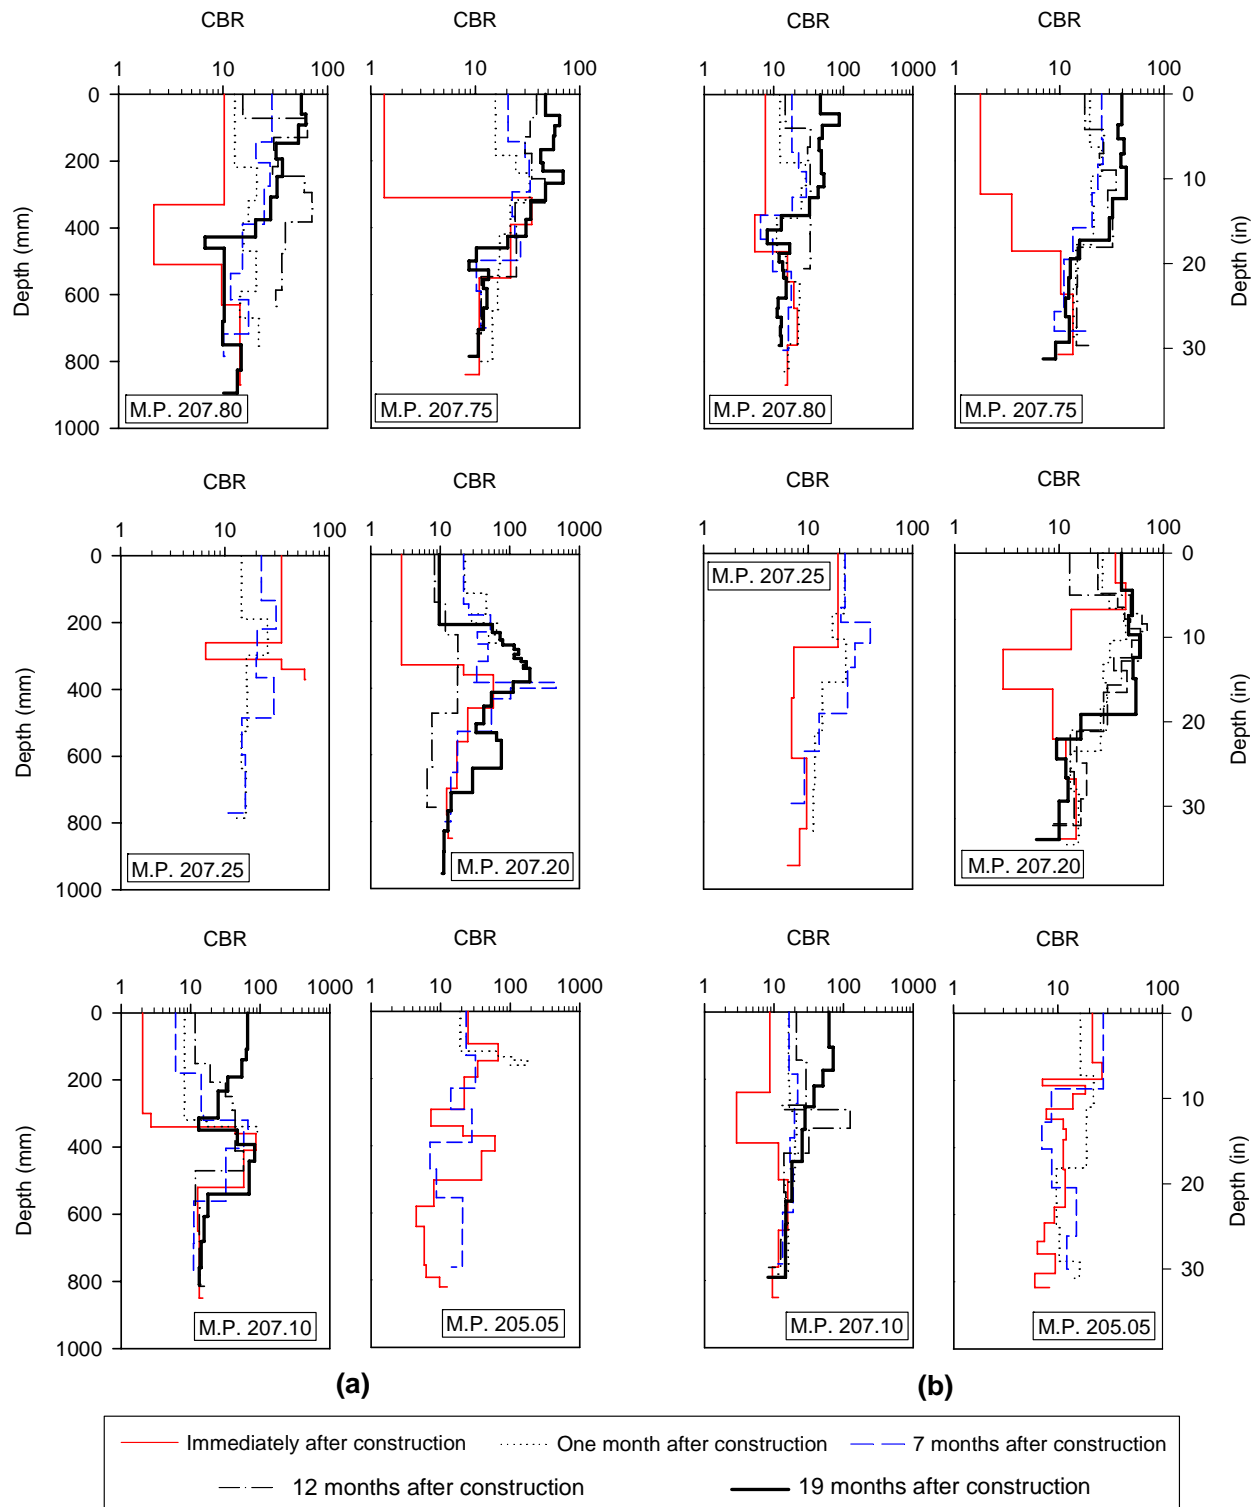 CBR CBR CBR CBR
1 10 100 1 10 100 1 10 100 1000 1 10 100
0 0
200
400
600
800
1000
Depth (mm)
10
20
30
Depth (in)
M.P. 207.80 M.P. 207.75 M.P. 207.80 M.P. 207.75
CBR CBR CBR CBR
1 10 100 1 10 100 1000 1 10 100 1 10 100
0 0
200
400
600
800
1000
Depth (mm)
10
20
30
Depth (in)
M.P. 207.25 M.P. 207.20 M.P. 207.25 M.P. 207.20
CBR CBR
1 10 100 1000 1 10 100 1000 1 10 100 1000 1 10 100
0 0
200
400
600
800
1000
Depth (mm)
10
20
30
Depth (in)
M.P. 207.10 M.P. 205.05 M.P. 207.10 M.P. 205.05
(a) (b)
Immediately after construction One month after construction 7 months after construction
12 months after construction 19 months after construction